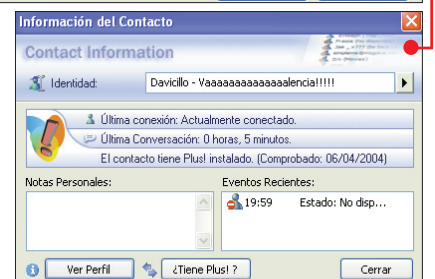 Información del Contacto
Contact Information
Identidad:
Davicillo - Vaaaaaaaaaaaaaalencia!!!!!
Última conexión: Actualmente conectado.
Última Conversación: 0 horas, 5 minutos.
El contacto tiene Plus! instalado. (Comprobado: 06/04/2004)
Notas Personales:
Eventos Recientes:
19:59 Estado: No disp...
Ver Perfil
¿Tiene Plus! ?
Cerrar